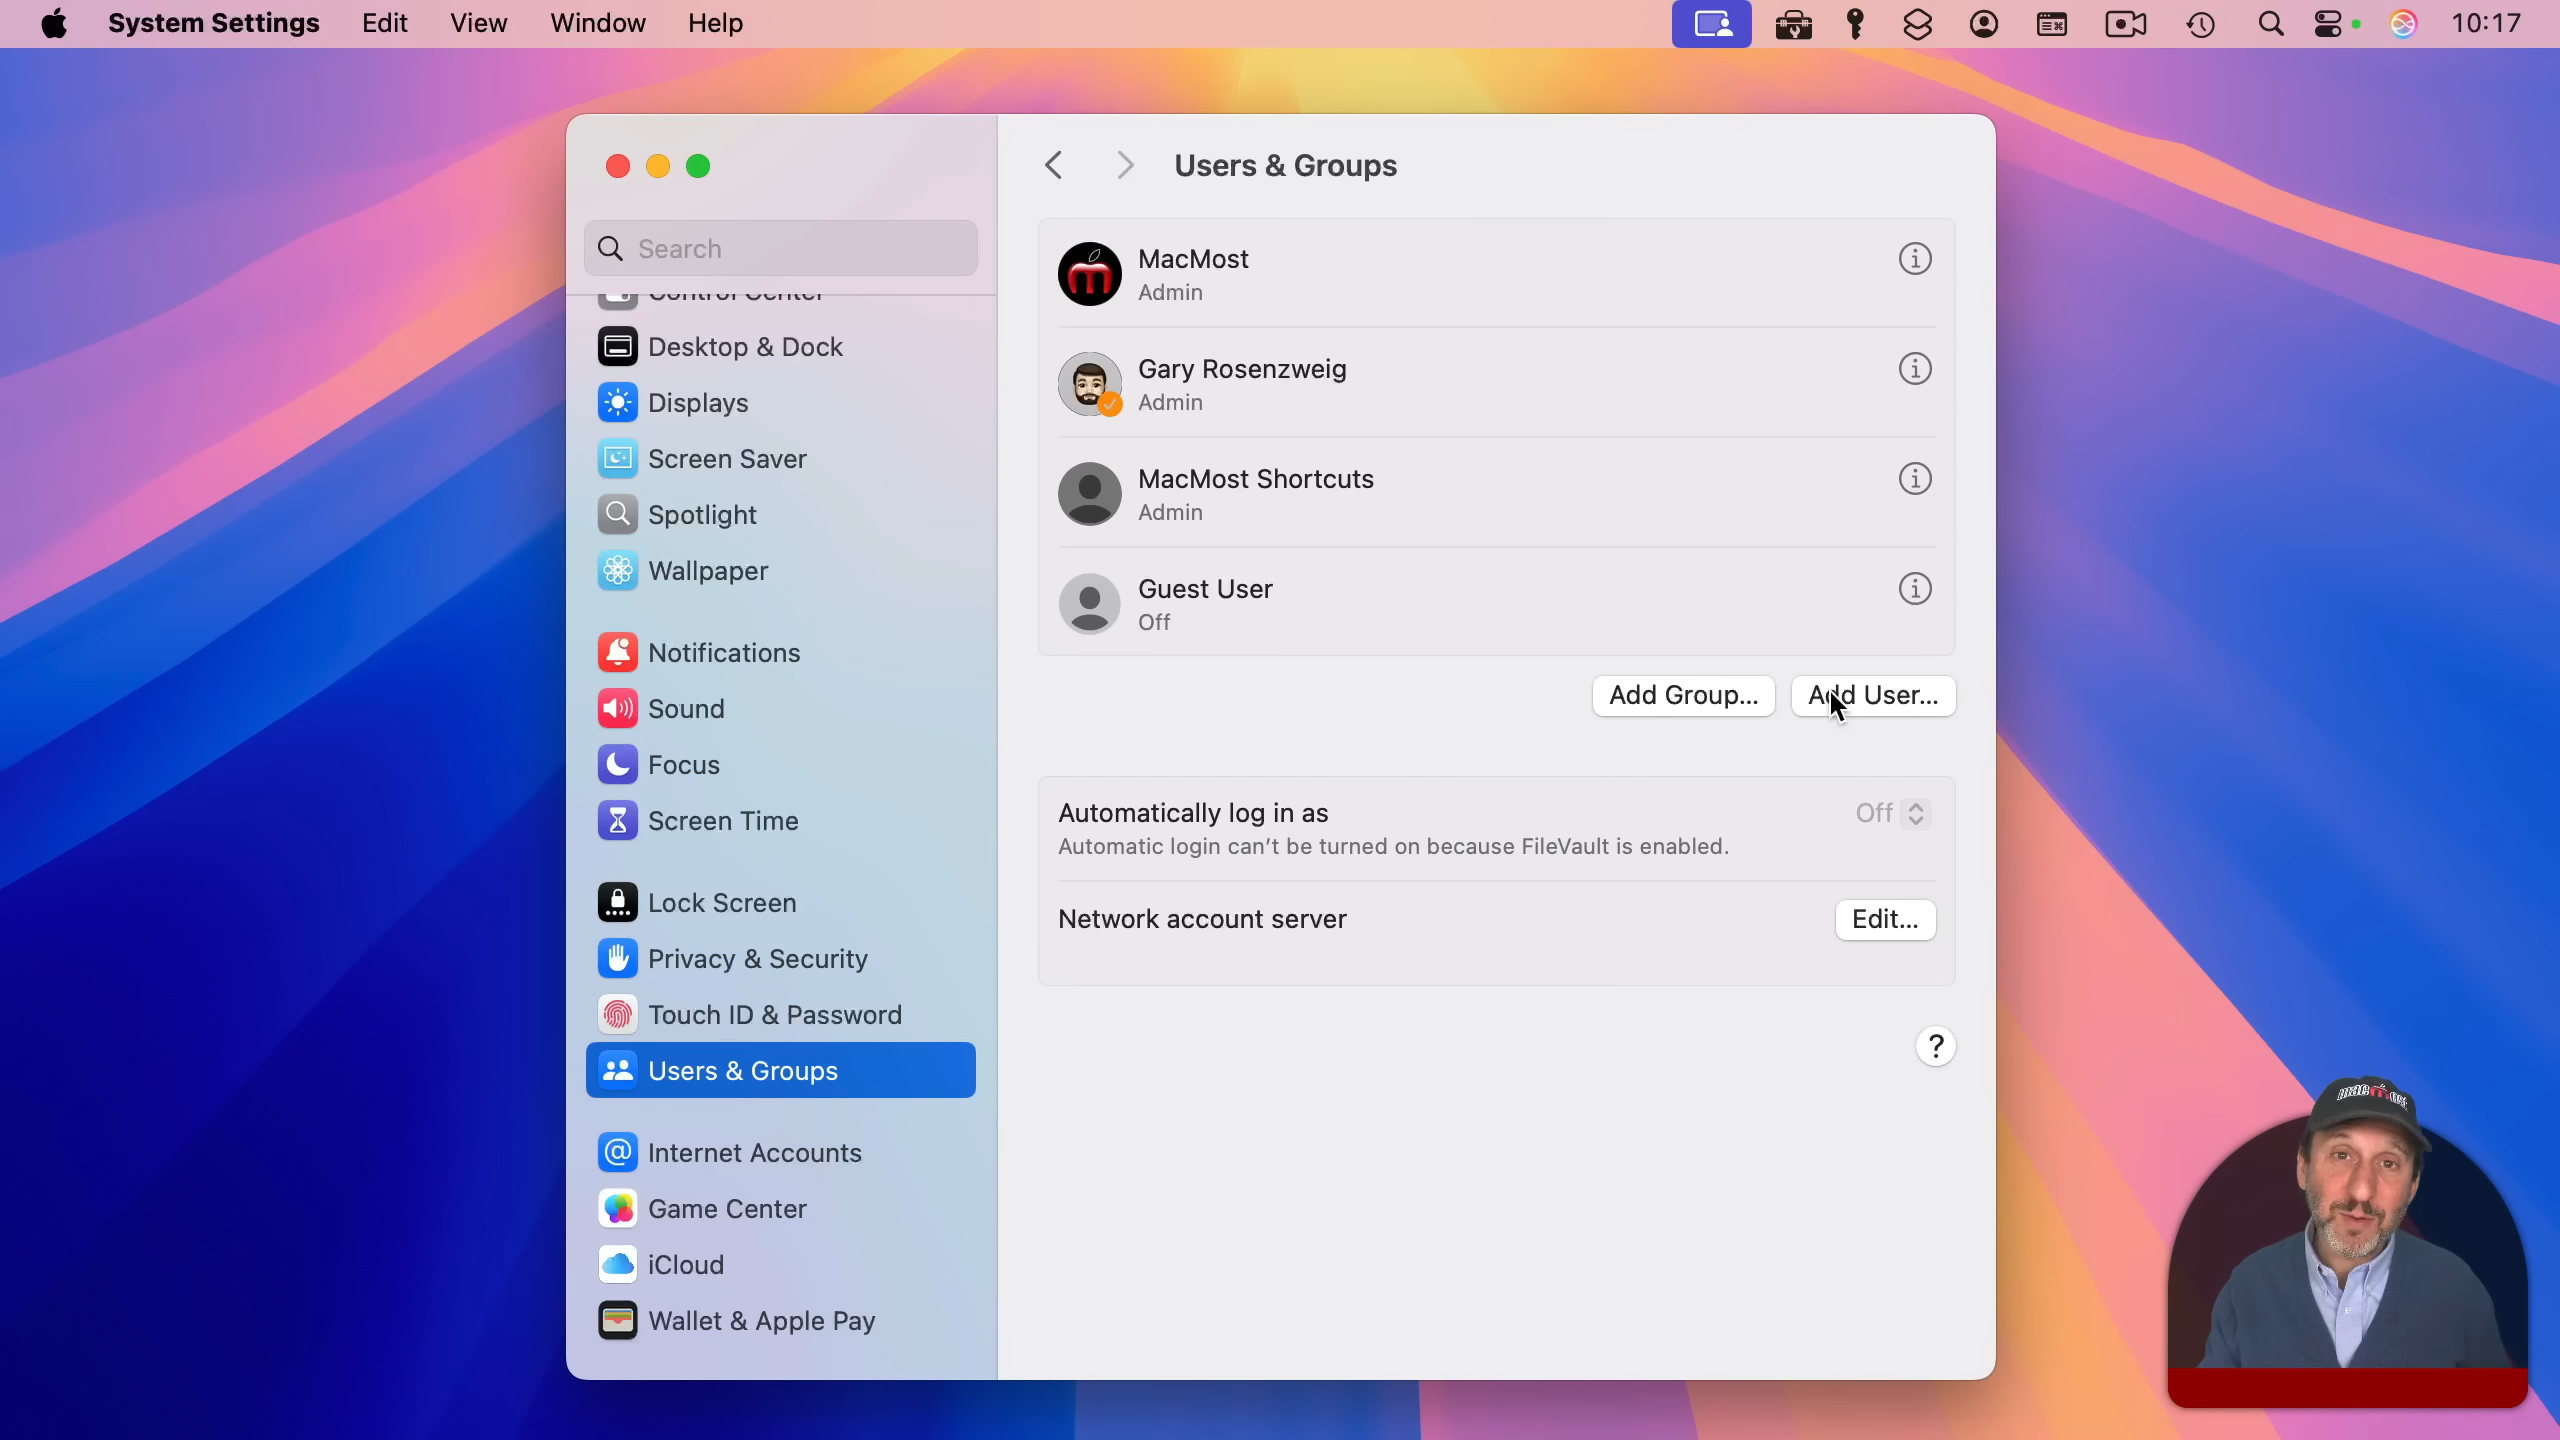 System Settings Edit View Window Help 10:17
Users & Groups
Search
Control Center
Desktop & Dock
Displays
Screen Saver
Spotlight
Wallpaper
Notifications
Sound
Focus
Screen Time
Lock Screen
Privacy & Security
Touch ID & Password
Users & Groups
Internet Accounts
Game Center
iCloud
Wallet & Apple Pay
MacMost
Admin
Gary Rosenzweig
Admin
MacMost Shortcuts
Admin
Guest User
Off
Add Group... Add User...
Automatically log in as Off
Automatic login can't be turned on because FileVault is enabled.
Network account server Edit...
?
macmost